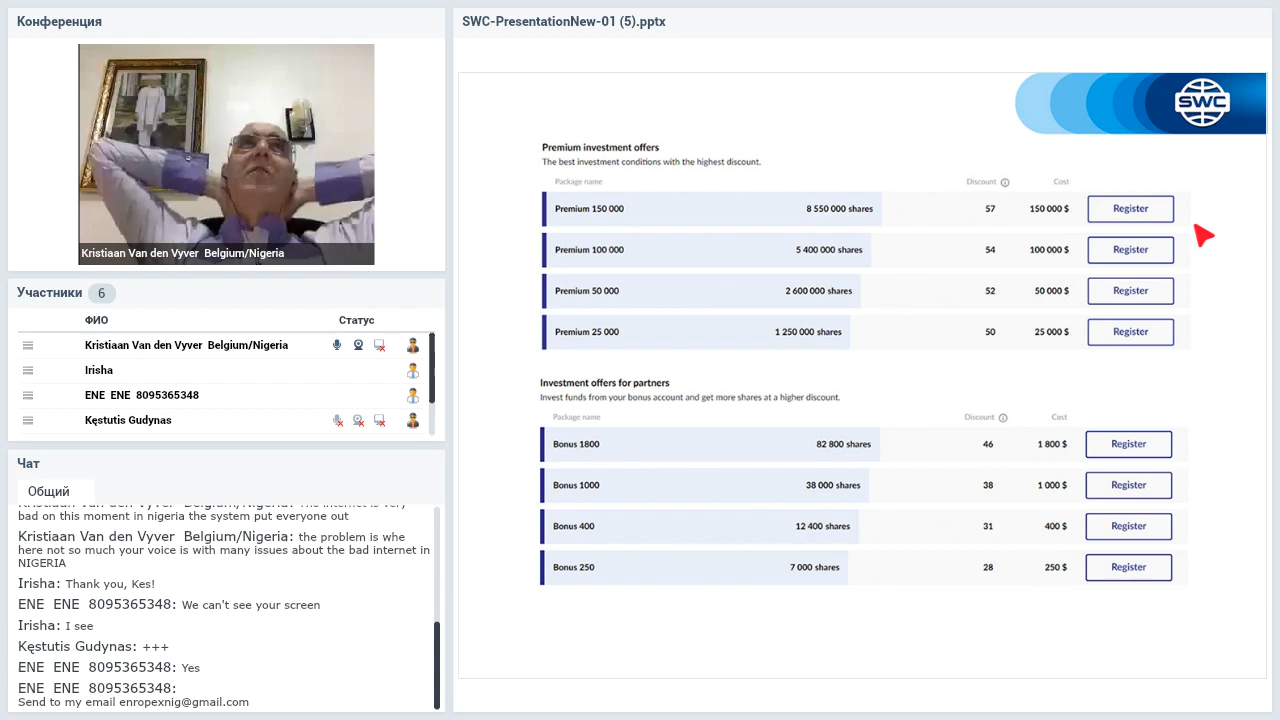 Конференция
Kristiaan Van den Vyver  Belgium/Nigeria
Участники 6
ФИО Статус
Kristiaan Van den Vyver  Belgium/Nigeria
Irisha
ENE  ENE  8095365348
Kęstutis Gudynas
Чат
Общий
Kristiaan Van den Vyver  Belgium/Nigeria: The internet is very
bad on this moment in nigeria the system put everyone out
Kristiaan Van den Vyver  Belgium/Nigeria: the problem is whe
here not so much your voice is with many issues about the bad internet in
NIGERIA
Irisha: Thank you, Kes!
ENE  ENE  8095365348: We can't see your screen
Irisha: I see
Kęstutis Gudynas: +++
ENE  ENE  8095365348: Yes
ENE  ENE  8095365348:
Send to my email enropexnig@gmail.com
SWC-PresentationNew-01 (5).pptx
SWC
Premium investment offers
The best investment conditions with the highest discount.
Package name Discount Cost
Premium 150 000 8 550 000 shares 57 150 000 $ Register
Premium 100 000 5 400 000 shares 54 100 000 $ Register
Premium 50 000 2 600 000 shares 52 50 000 $ Register
Premium 25 000 1 250 000 shares 50 25 000 $ Register
Investment offers for partners
Invest funds from your bonus account and get more shares at a higher discount.
Package name Discount Cost
Bonus 1800 82 800 shares 46 1 800 $ Register
Bonus 1000 38 000 shares 38 1 000 $ Register
Bonus 400 12 400 shares 31 400 $ Register
Bonus 250 7 000 shares 28 250 $ Register